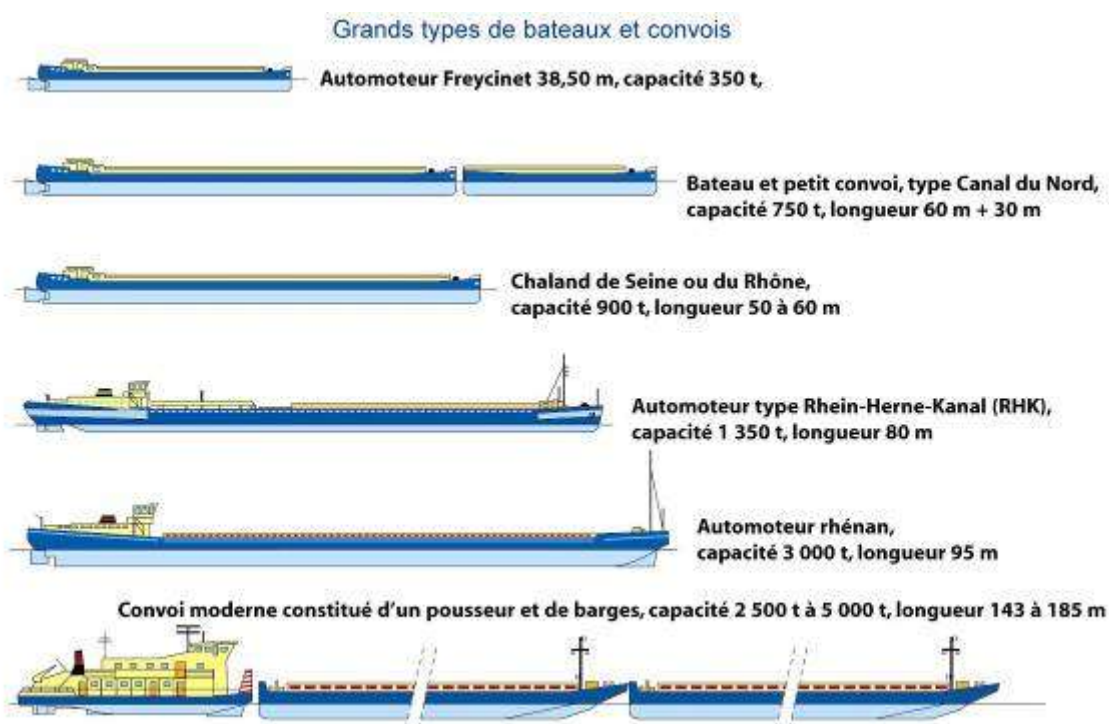 Grands types de bateaux et convois
Automoteur Freycinet 38,50 m, capacité 350 t,
Bateau et petit convoi, type Canal du Nord,
capacité 750 t, longueur 60 m + 30 m
Chaland de Seine ou du Rhône,
capacité 900 t, longueur 50 à 60 m
Automoteur type Rhein-Herne-Kanal (RHK),
capacité 1 350 t, longueur 80 m
Automoteur rhénan,
capacité 3 000 t, longueur 95 m
Convoi moderne constitué d'un pousseur et de barges, capacité 2 500 t à 5 000 t, longueur 143 à 185 m